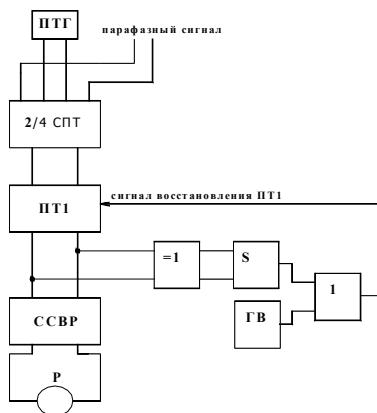 ПТГ
парафазный сигнал
2/4 СПТ
сигнал восстановления ПТ1
ПТ1
=1
S
1
ССВР
ГВ
Р